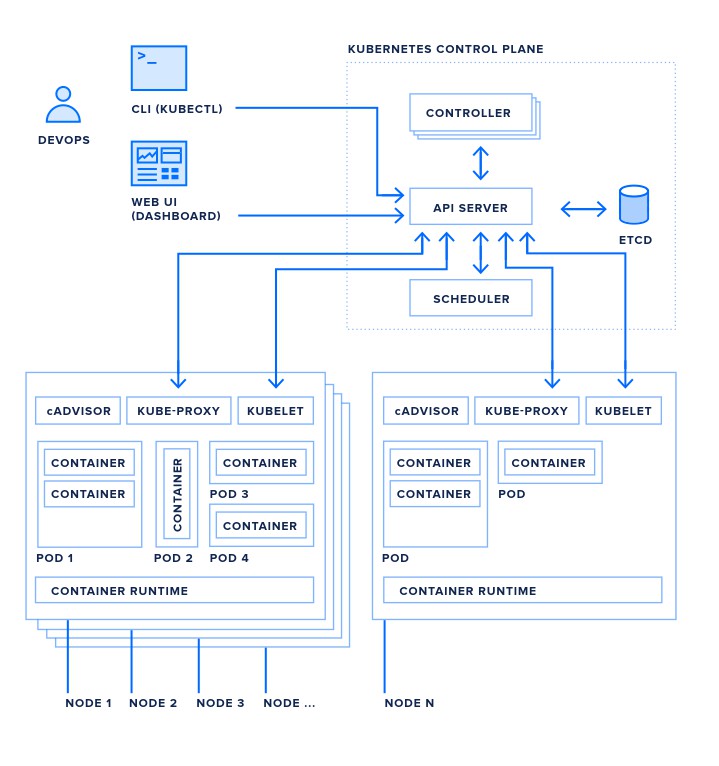 KUBERNETES CONTROL PLANE
>_
CLI (KUBECTL)
DEVOPS
WEB UI
(DASHBOARD)
CONTROLLER
API SERVER
ETCD
SCHEDULER
cADVISOR
KUBE-PROXY
KUBELET
CONTAINER
CONTAINER
POD 1
CONTAINER
POD 2
CONTAINER
POD 3
CONTAINER
POD 4
CONTAINER RUNTIME
cADVISOR
KUBE-PROXY
KUBELET
CONTAINER
CONTAINER
POD
CONTAINER
POD
CONTAINER RUNTIME
NODE 1
NODE 2
NODE 3
NODE ...
NODE N